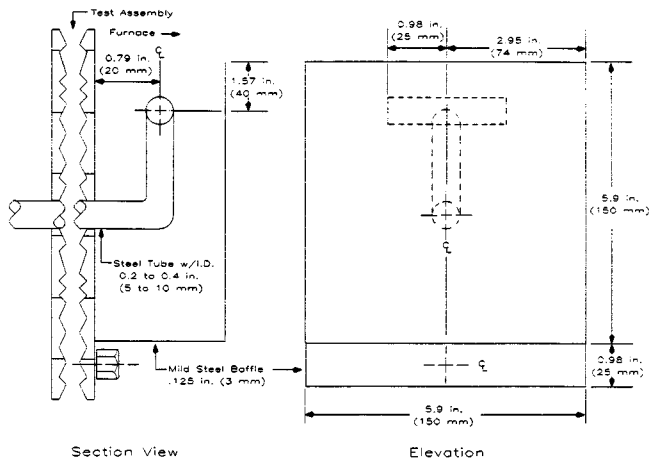 Test Assembly
Furnace
0.79 in.
(20 mm)
℄
1.57 in.
(40 mm)
Steel Tube w/I.D.
0.2 to 0.4 in.
(5 to 10 mm)
Mild Steel Baffle
.125 in. (3 mm)
Section View
0.98 in.
(25 mm)
℄
2.95 in.
(74 mm)
℄
5.9 in.
(150 mm)
℄
0.98 in.
(25 mm)
5.9 in.
(150 mm)
Elevation